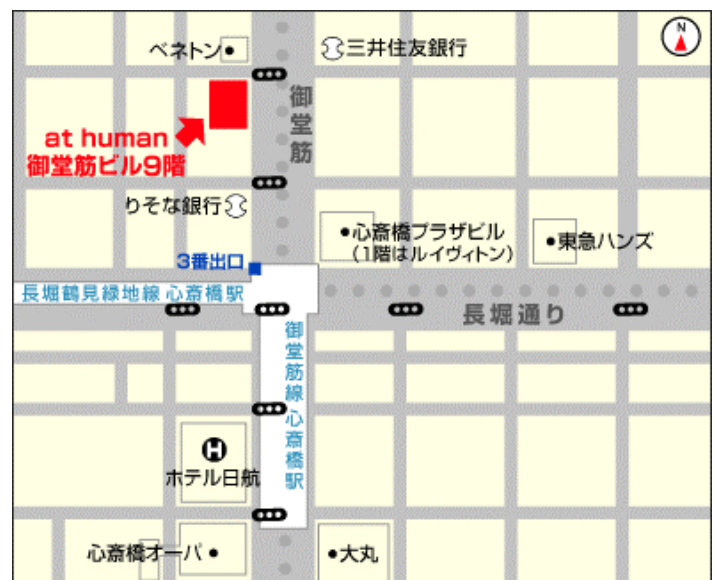 N
ベネトン
三井住友銀行
御堂筋
at human
御堂筋ビル9階
りそな銀行
心斎橋プラザビル
(1階はルイヴィトン)
東急ハンズ
3番出口
長堀鶴見緑地線 心斎橋駅
長堀通り
御堂筋線 心斎橋駅
H
ホテル日航
心斎橋オーパ
大丸